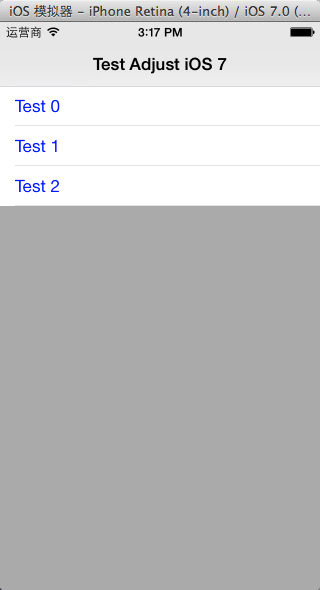 iOS 模拟器 – iPhone Retina (4-inch) / iOS 7.0 (...
运营商 3:17 PM
Test Adjust iOS 7
Test 0
Test 1
Test 2